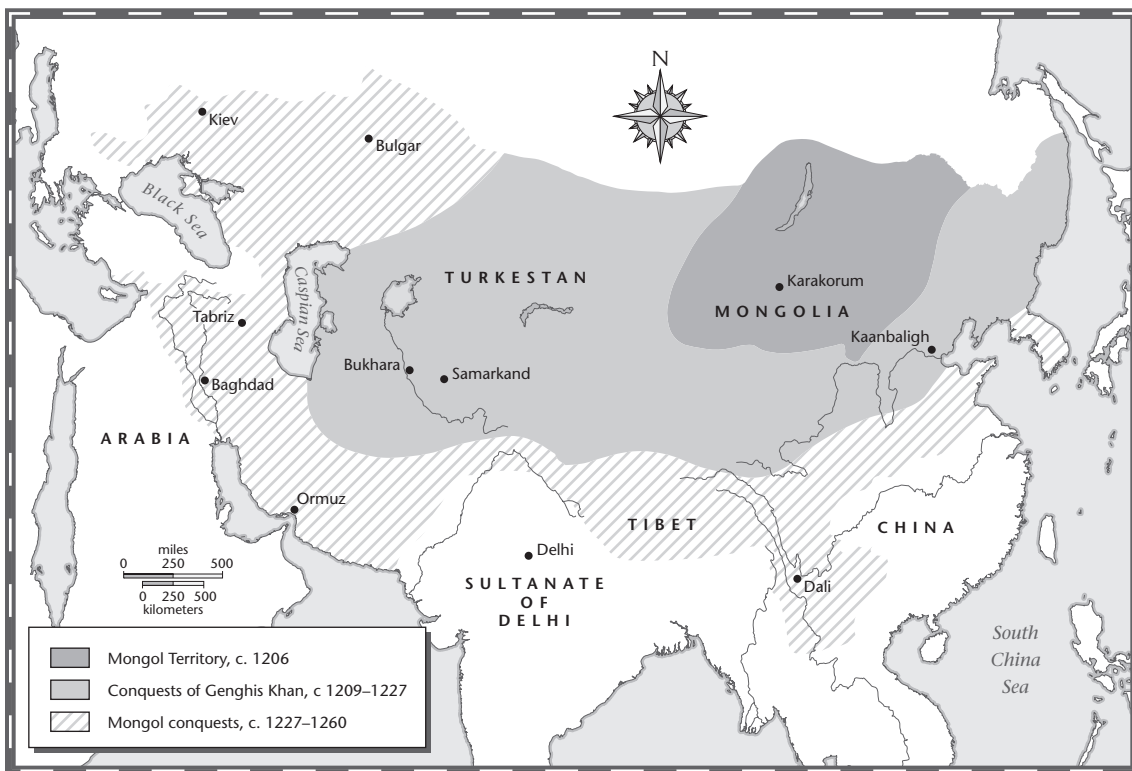 N
Kiev
Bulgar
Black Sea
Caspian Sea
TURKESTAN
Karakorum
MONGOLIA
Tabriz
Kaanbaligh
Bukhara
Samarkand
Baghdad
ARABIA
Ormuz
TIBET
CHINA
Delhi
SULTANATE
OF
DELHI
Dali
miles
0 250 500
0 250 500
kilometers
South
China
Sea
Mongol Territory, c. 1206
Conquests of Genghis Khan, c 1209–1227
Mongol conquests, c. 1227–1260